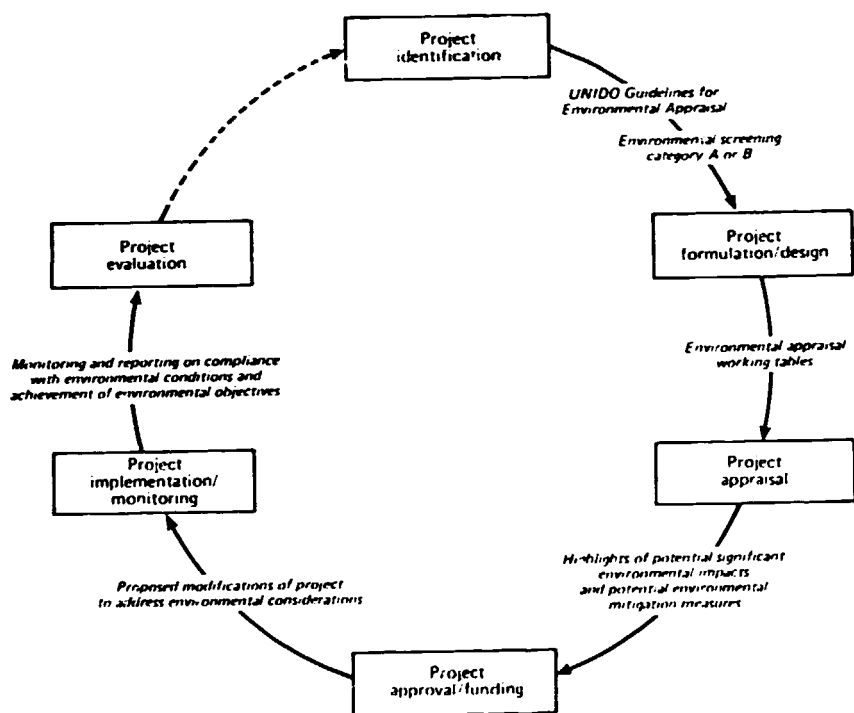 Project
identification
UNIDO Guidelines for
Environmental Appraisal
Environmental screening
category A or B
Project
formulation/design
Environmental appraisal
working tables
Project
appraisal
Highlights of potential significant
environmental impacts
and potential environmental
mitigation measures
Project
approval/funding
Proposed modifications of project
to address environmental considerations
Project
implementation/
monitoring
Monitoring and reporting on compliance
with environmental conditions and
achievement of environmental objectives
Project
evaluation